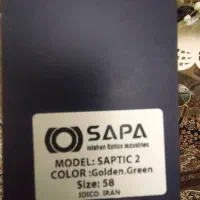 SAPA
Isfahan Optics Industries
MODEL: SAPTIC 2
COLOR :Golden.Green
Size: 58
IOICO. IRAN